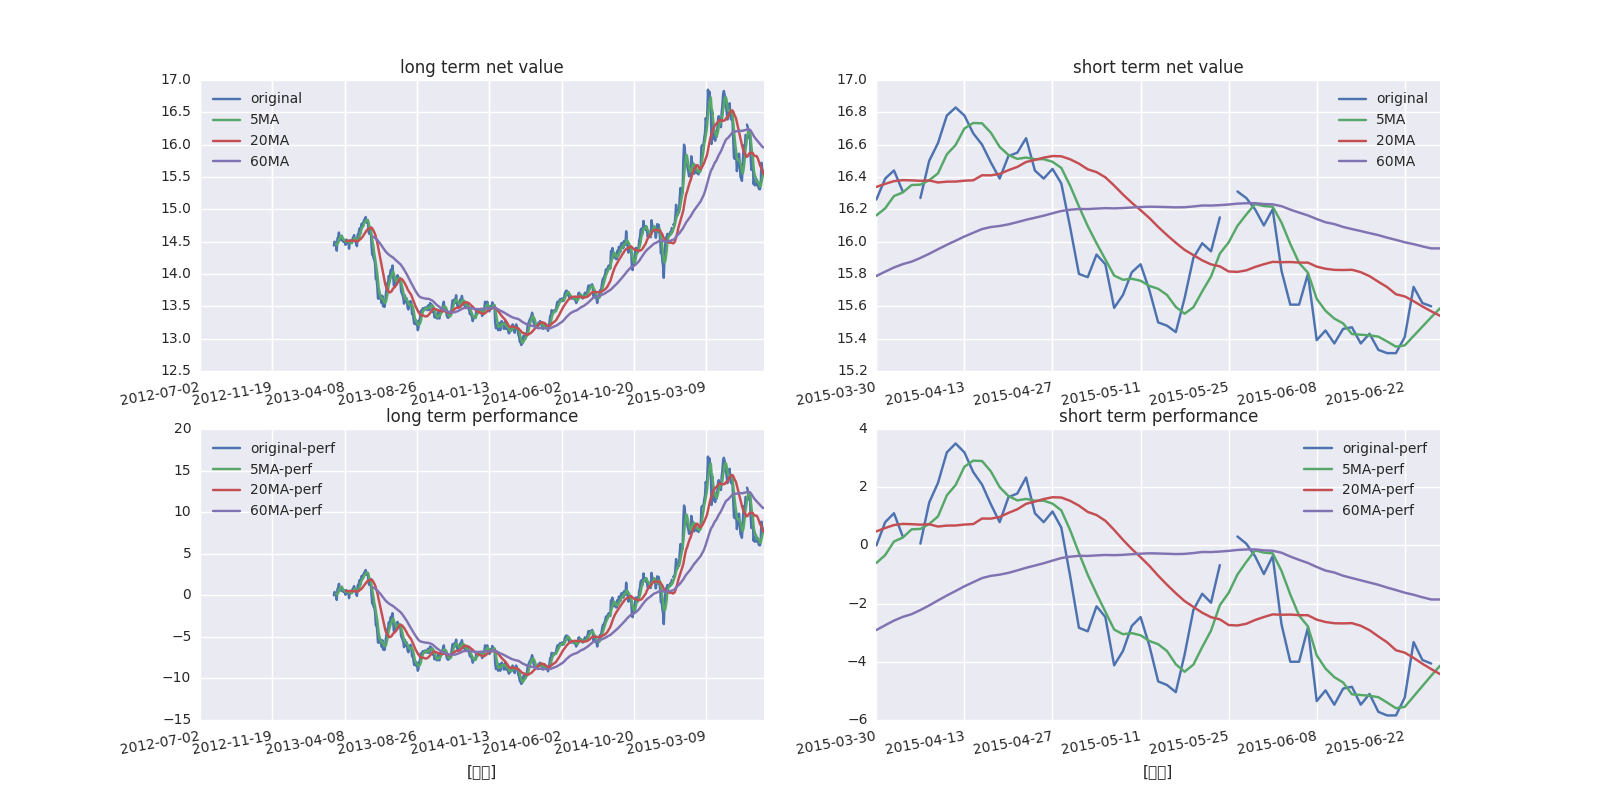 long term net value
17.0
16.5
16.0
15.5
15.0
14.5
14.0
13.5
13.0
12.5
original
5MA
20MA
60MA
2012-07-02 2012-11-19 2013-04-08 2013-08-26 2014-01-13 2014-06-02 2014-10-20 2015-03-09
short term net value
17.0
16.8
16.6
16.4
16.2
16.0
15.8
15.6
15.4
15.2
original
5MA
20MA
60MA
2015-03-30 2015-04-13 2015-04-27 2015-05-11 2015-05-25 2015-06-08 2015-06-22
long term performance
20
15
10
5
0
−5
−10
−15
original-perf
5MA-perf
20MA-perf
60MA-perf
2012-07-02 2012-11-19 2013-04-08 2013-08-26 2014-01-13 2014-06-02 2014-10-20 2015-03-09
short term performance
4
2
0
−2
−4
−6
original-perf
5MA-perf
20MA-perf
60MA-perf
2015-03-30 2015-04-13 2015-04-27 2015-05-11 2015-05-25 2015-06-08 2015-06-22